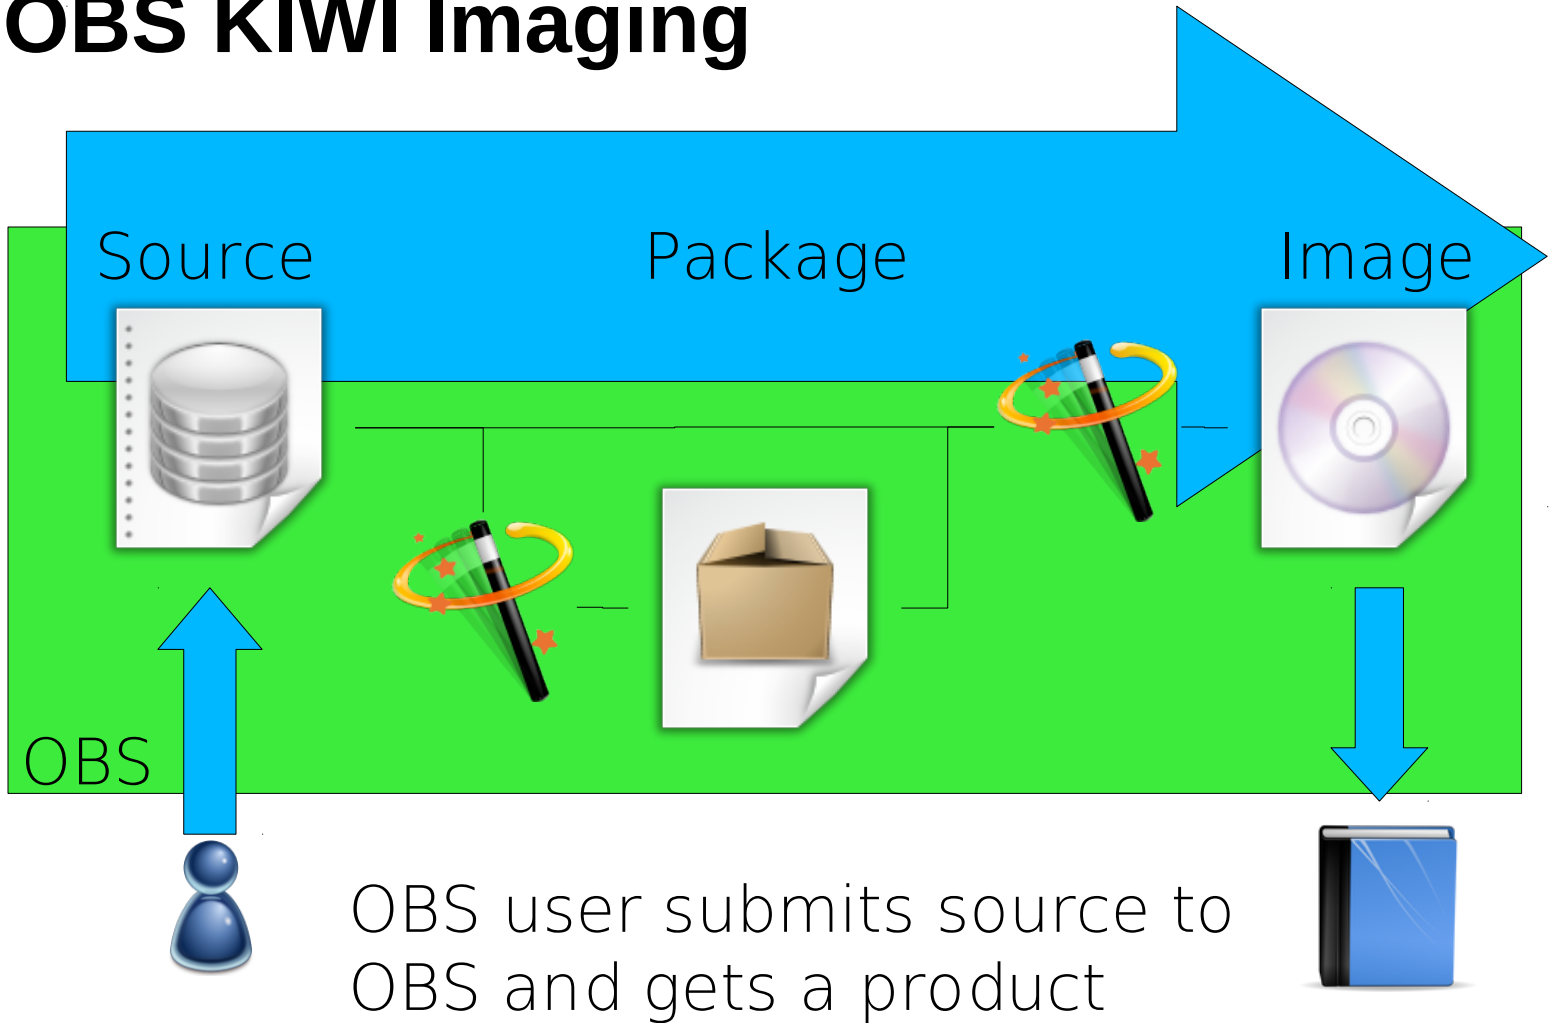 OBS KIWI Imaging
Source
Package
Image
OBS
OBS user submits source to
OBS and gets a product